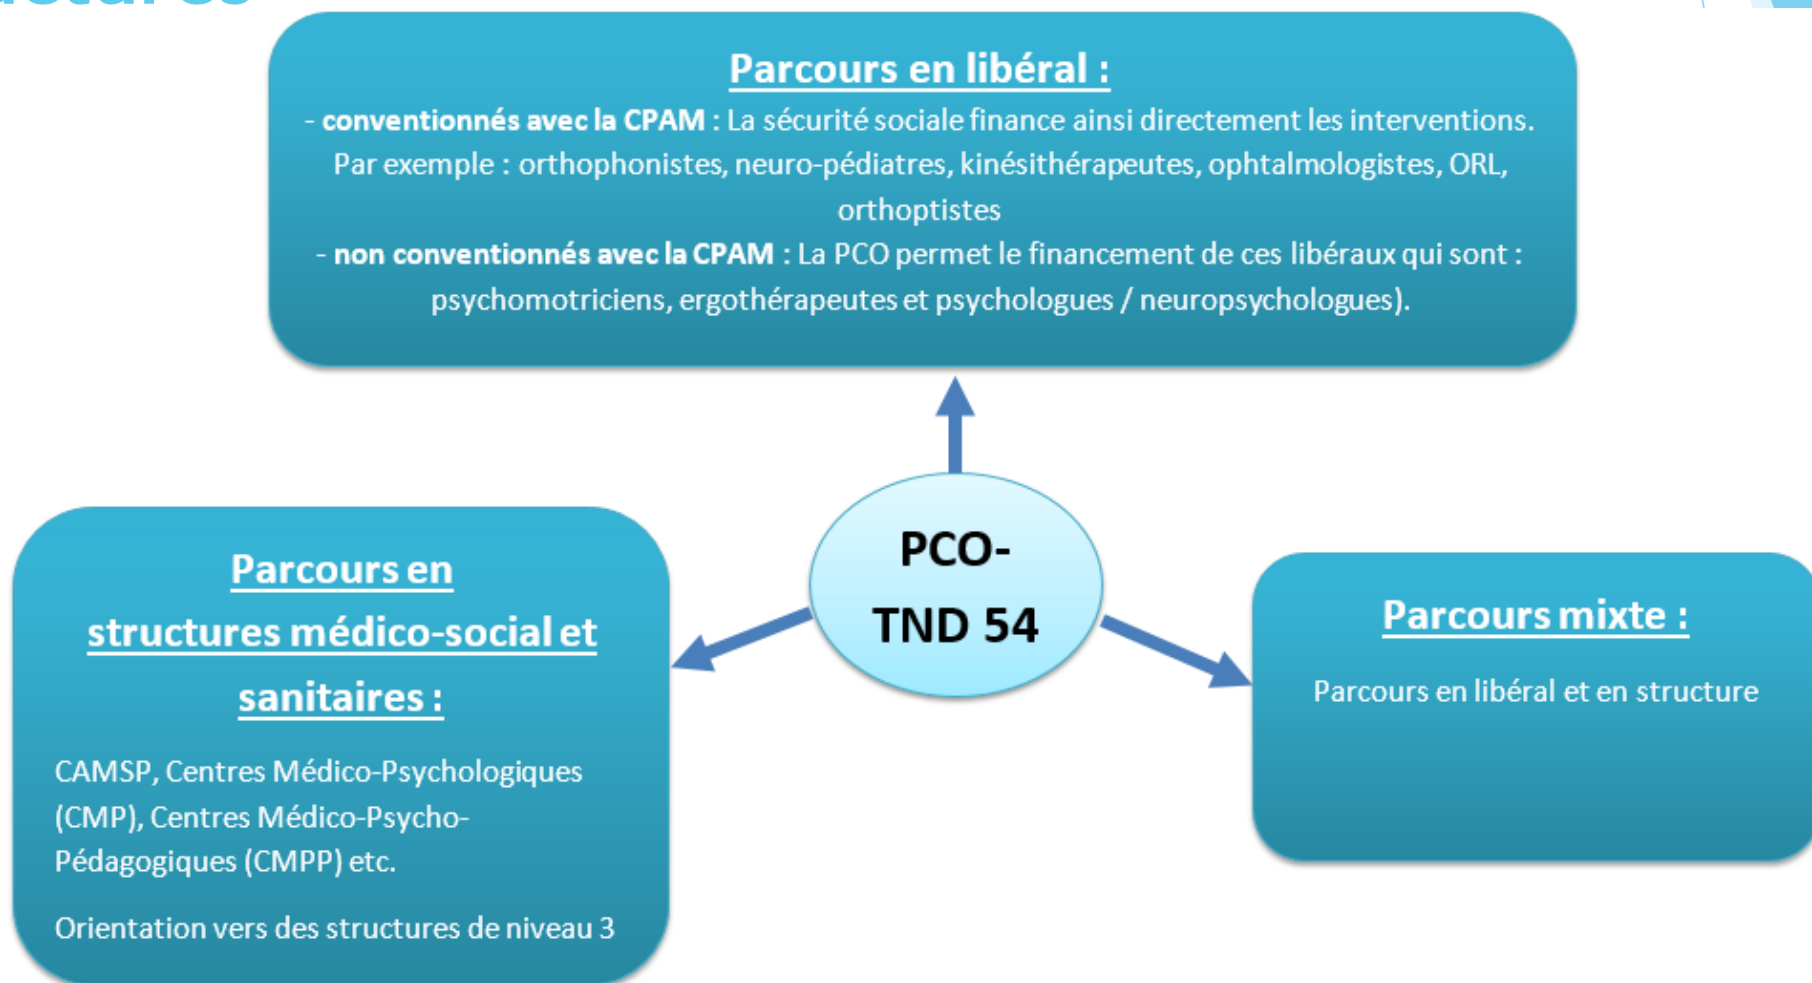 Parcours en libéral :
- conventionnés avec la CPAM : La sécurité sociale finance ainsi directement les interventions.
Par exemple : orthophonistes, neuro-pédiatres, kinésithérapeutes, ophtalmologistes, ORL,
orthoptistes
- non conventionnés avec la CPAM : La PCO permet le financement de ces libéraux qui sont :
psychomotriciens, ergothérapeutes et psychologues / neuropsychologues).
PCO-
TND 54
Parcours en
structures médico-social et
sanitaires :
CAMSP, Centres Médico-Psychologiques
(CMP), Centres Médico-Psycho-
Pédagogiques (CMPP) etc.
Orientation vers des structures de niveau 3
Parcours mixte :
Parcours en libéral et en structure